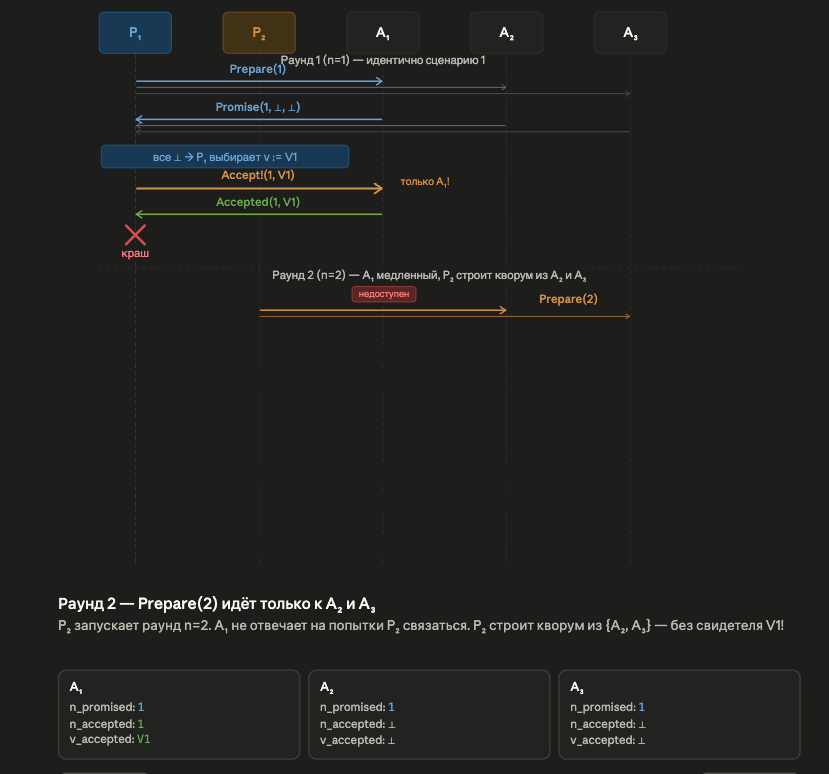 P₁ P₂ A₁ A₂ A₃
Раунд 1 (n=1) — идентично сценарию 1
Prepare(1)
Promise(1, ⊥, ⊥)
все ⊥ → P₁ выбирает v := V1
Accept!(1, V1)
только A₁!
Accepted(1, V1)
краш
Раунд 2 (n=2) — A₁ медленный, P₂ строит кворум из A₂ и A₃
недоступен
Prepare(2)
Раунд 2 — Prepare(2) идёт только к A₂ и A₃
P₂ запускает раунд n=2. A₁ не отвечает на попытки P₂ связаться. P₂ строит кворум из {A₂, A₃} — без свидетеля V1!
A₁
n_promised: 1
n_accepted: 1
v_accepted: V1
A₂
n_promised: 1
n_accepted: ⊥
v_accepted: ⊥
A₃
n_promised: 1
n_accepted: ⊥
v_accepted: ⊥